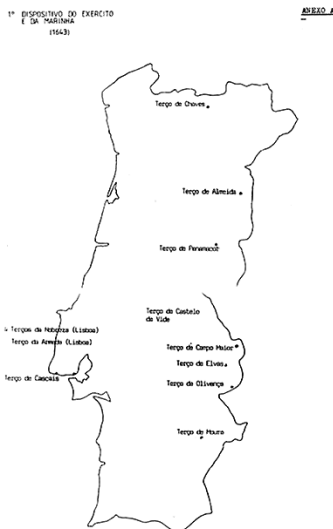 1º DISPOSITIVO DO EXERCITO
E DA MARINHA
(1643)
ANEXO A
Terço de Chaves
Terço de Almeida
Terço de Penamacor
Terço de Castelo
de Vide
4 Terços da Nobreza (Lisboa)
Terço da Armada (Lisboa)
Terço de Campo Maior
Terço de Elvas
Terço de Cascais
Terço de Olivença
Terço de Moura